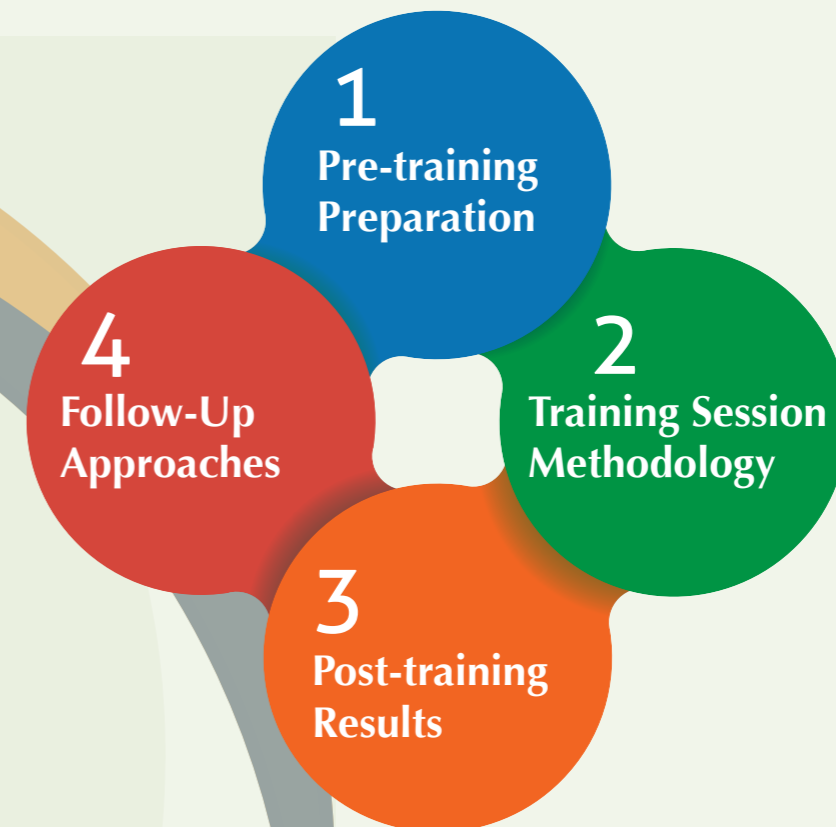 1
Pre-training
Preparation
2
Training Session
Methodology
3
Post-training
Results
4
Follow-Up
Approaches